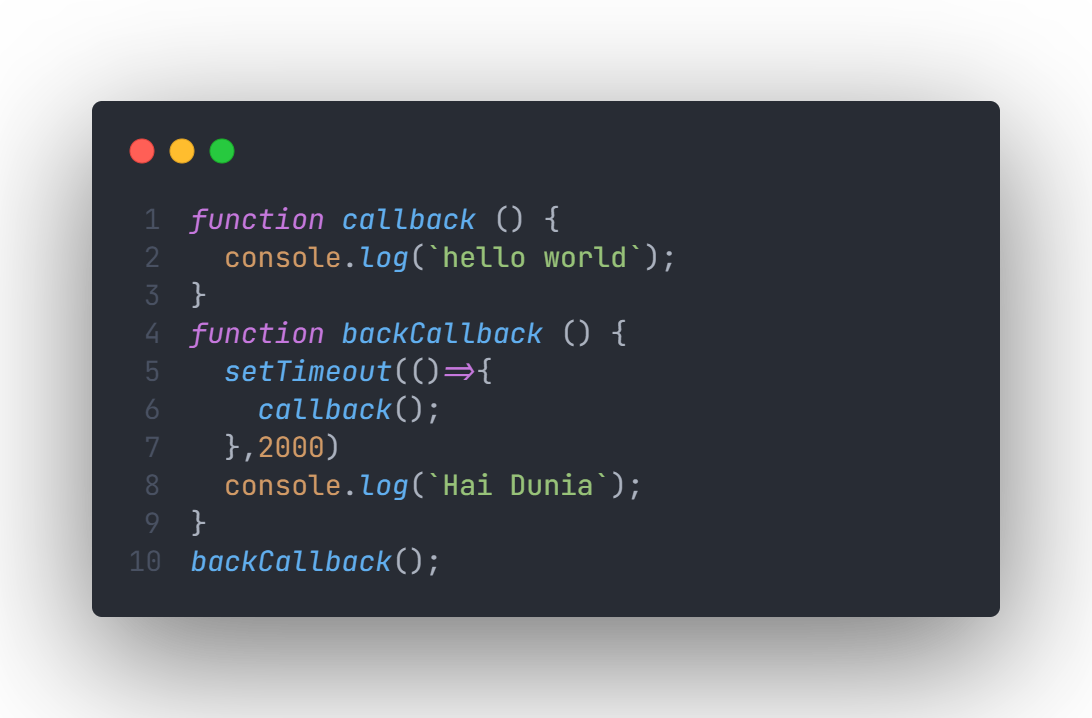 1 function callback () {
2   console.log(`hello world`);
3 }
4 function backCallback () {
5   setTimeout(()=>{
6     callback();
7   },2000)
8   console.log(`Hai Dunia`);
9 }
10 backCallback();